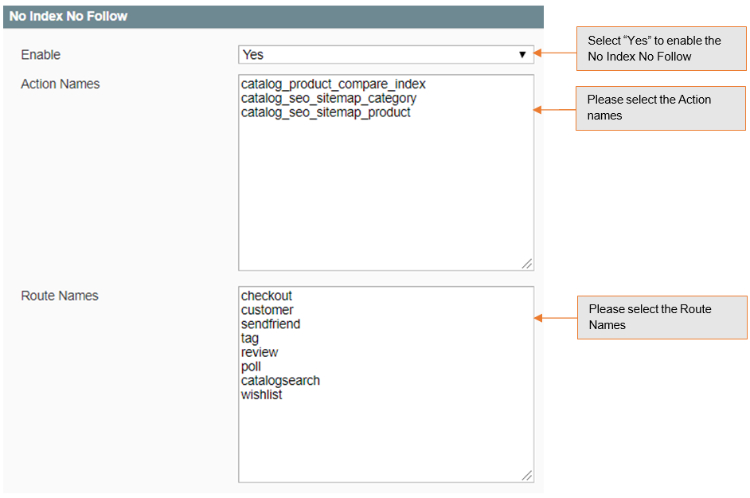 No Index No Follow
Enable
Yes
Select “Yes” to enable the
No Index No Follow
Action Names
catalog_product_compare_index
catalog_seo_sitemap_category
catalog_seo_sitemap_product
Please select the Action
names
Route Names
checkout
customer
sendfriend
tag
review
poll
catalogsearch
wishlist
Please select the Route
Names